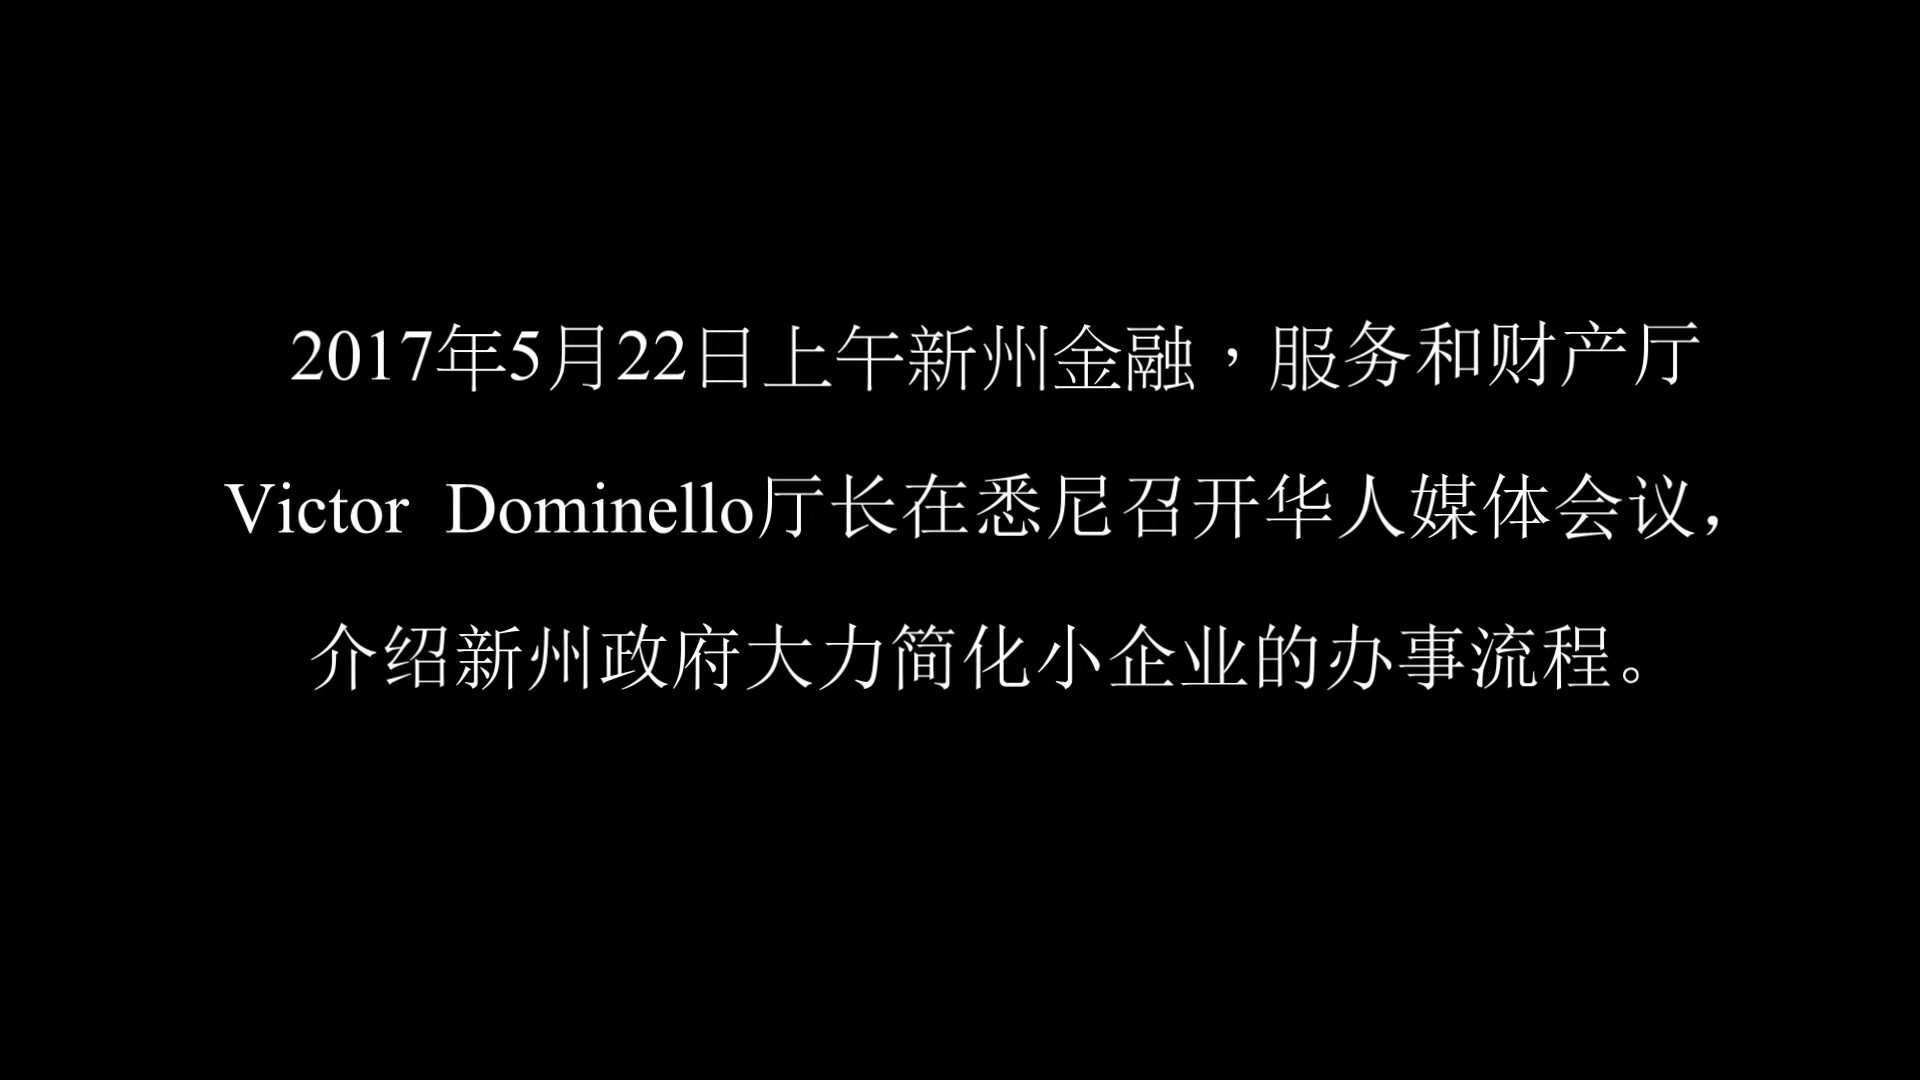 2017年5月22日上午新州金融，服务和财产厅
Victor Dominello厅长在悉尼召开华人媒体会议，
介绍新州政府大力简化小企业的办事流程。